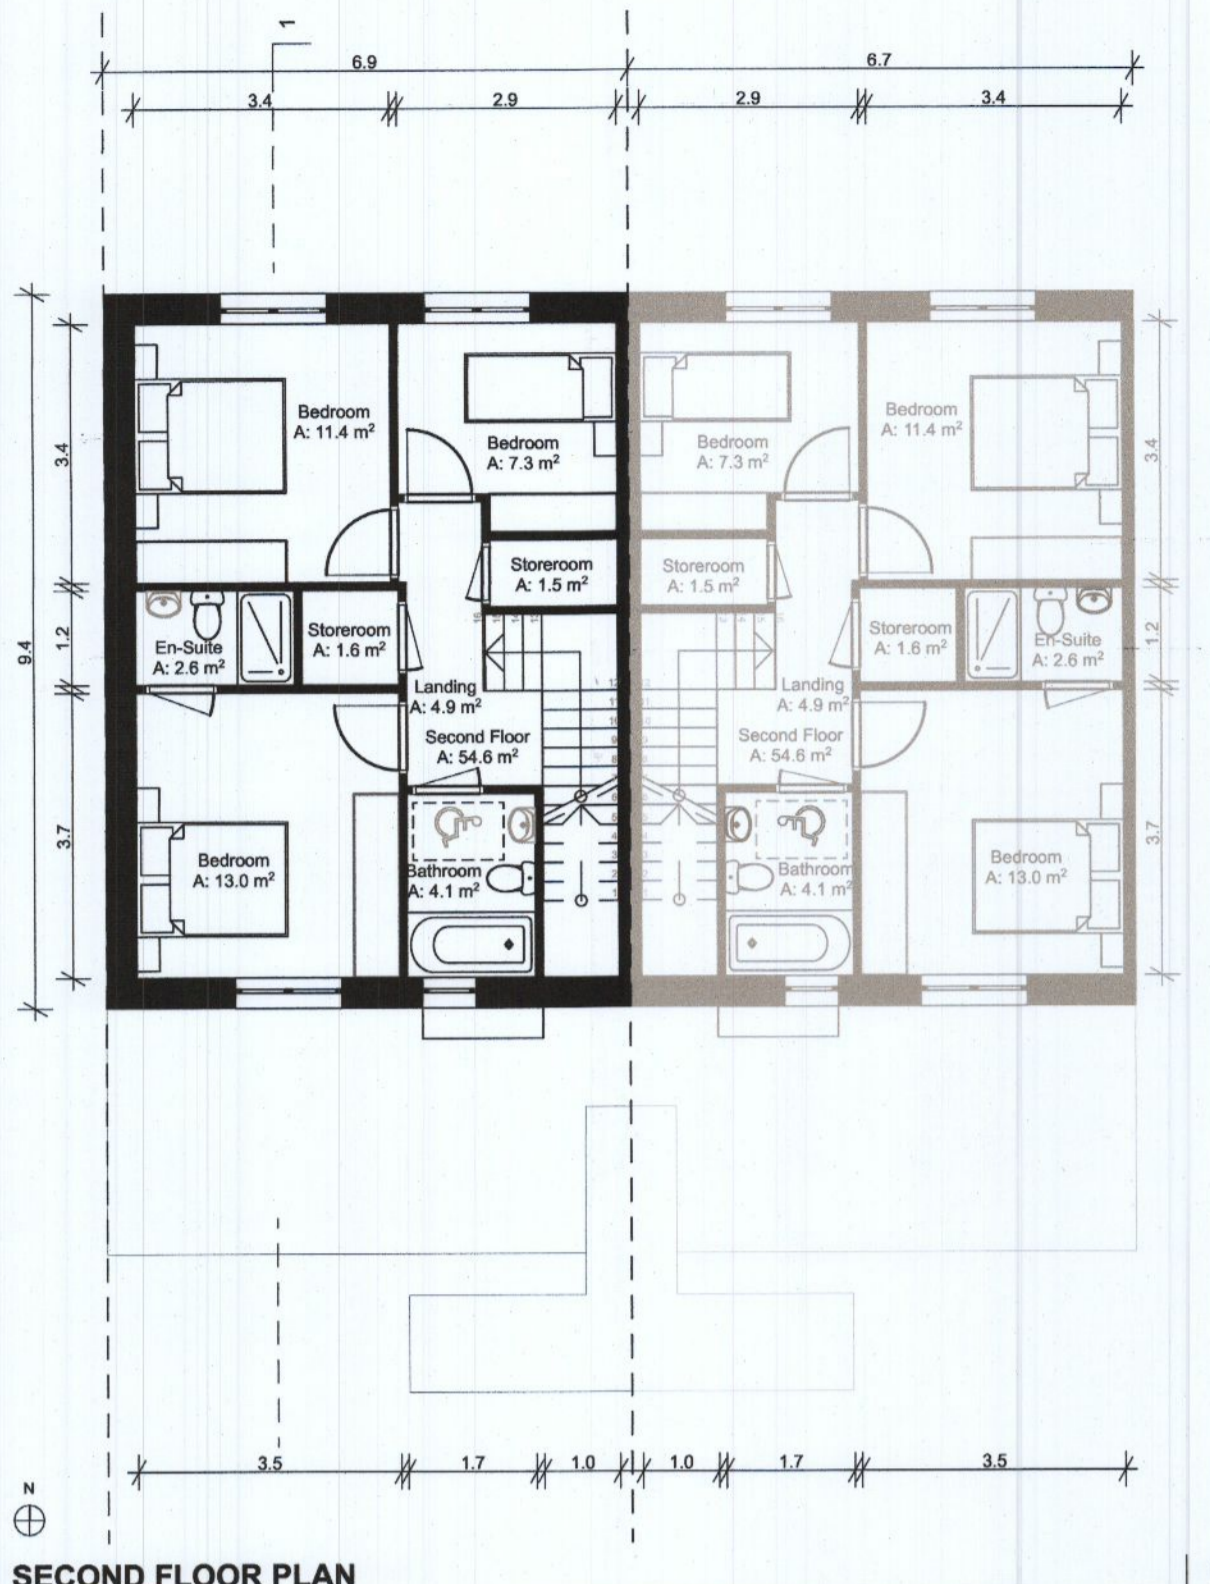 1
6.9
6.7
3.4
2.9
2.9
3.4
Bedroom
A: 11.4 m²
Bedroom
A: 7.3 m²
Bedroom
A: 7.3 m²
Bedroom
A: 11.4 m²
3.4
3.4
Storeroom
A: 1.5 m²
Storeroom
A: 1.5 m²
9.4
1.2
En-Suite
A: 2.6 m²
Storeroom
A: 1.6 m²
Storeroom
A: 1.6 m²
En-Suite
A: 2.6 m²
1.2
Landing
A: 4.9 m²
Landing
A: 4.9 m²
Second Floor
A: 54.6 m²
Second Floor
A: 54.6 m²
3.7
Bedroom
A: 13.0 m²
Bathroom
A: 4.1 m²
Bathroom
A: 4.1 m²
Bedroom
A: 13.0 m²
3.7
3.5
1.7
1.0
1.0
1.7
3.5
N
SECOND FLOOR PLAN